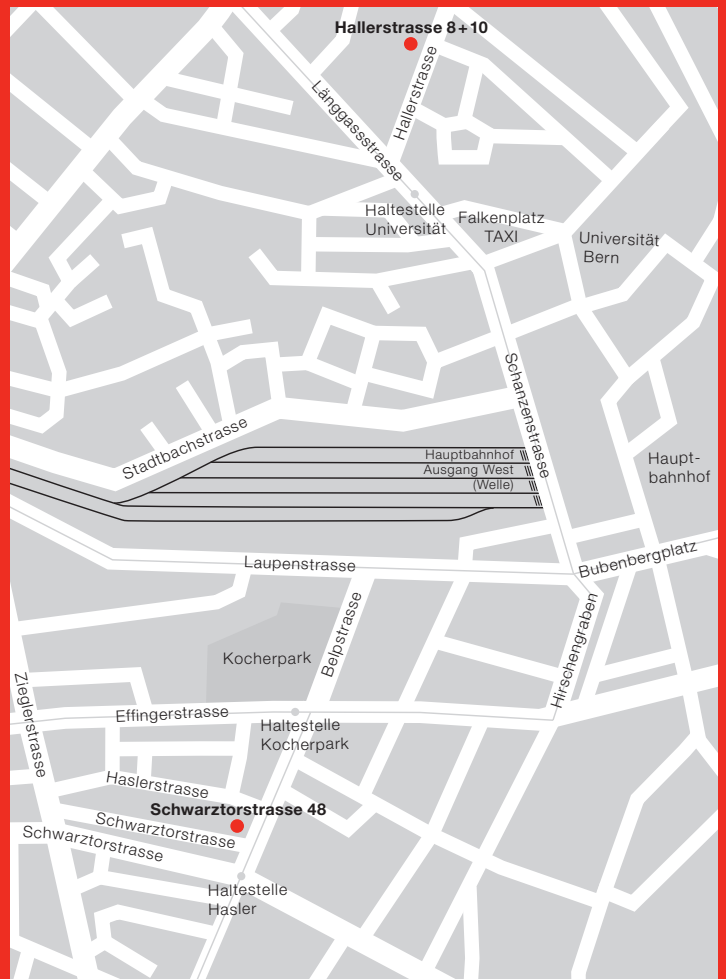 Hallerstrasse 8+10
Hallerstrasse
Länggassstrasse
Haltestelle
Universität
Falkenplatz
TAXI
Universität
Bern
Schanzenstrasse
Stadtbachstrasse
Hauptbahnhof
Ausgang West
(Welle)
Haupt-
bahnhof
Laupenstrasse
Bubenbergplatz
Belpstrasse
Hirschengraben
Kocherpark
Zieglerstrasse
Effingerstrasse
Haltestelle
Kocherpark
Haslerstrasse
Schwarztorstrasse 48
Schwarztorstrasse
Schwarztorstrasse
Haltestelle
Hasler